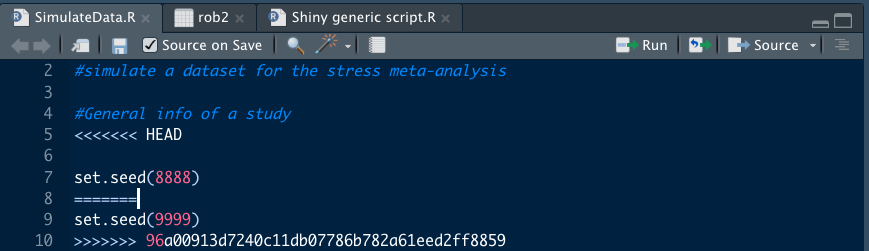 SimulateData.R rob2 Shiny generic script.R
Source on Save Run Source
2 #simulate a dataset for the stress meta-analysis
3
4 #General info of a study
5 <<<<<<< HEAD
6
7 set.seed(8888)
8 =======
9 set.seed(9999)
10 >>>>>>> 96a00913d7240c11db07786b782a61eed2ff8859